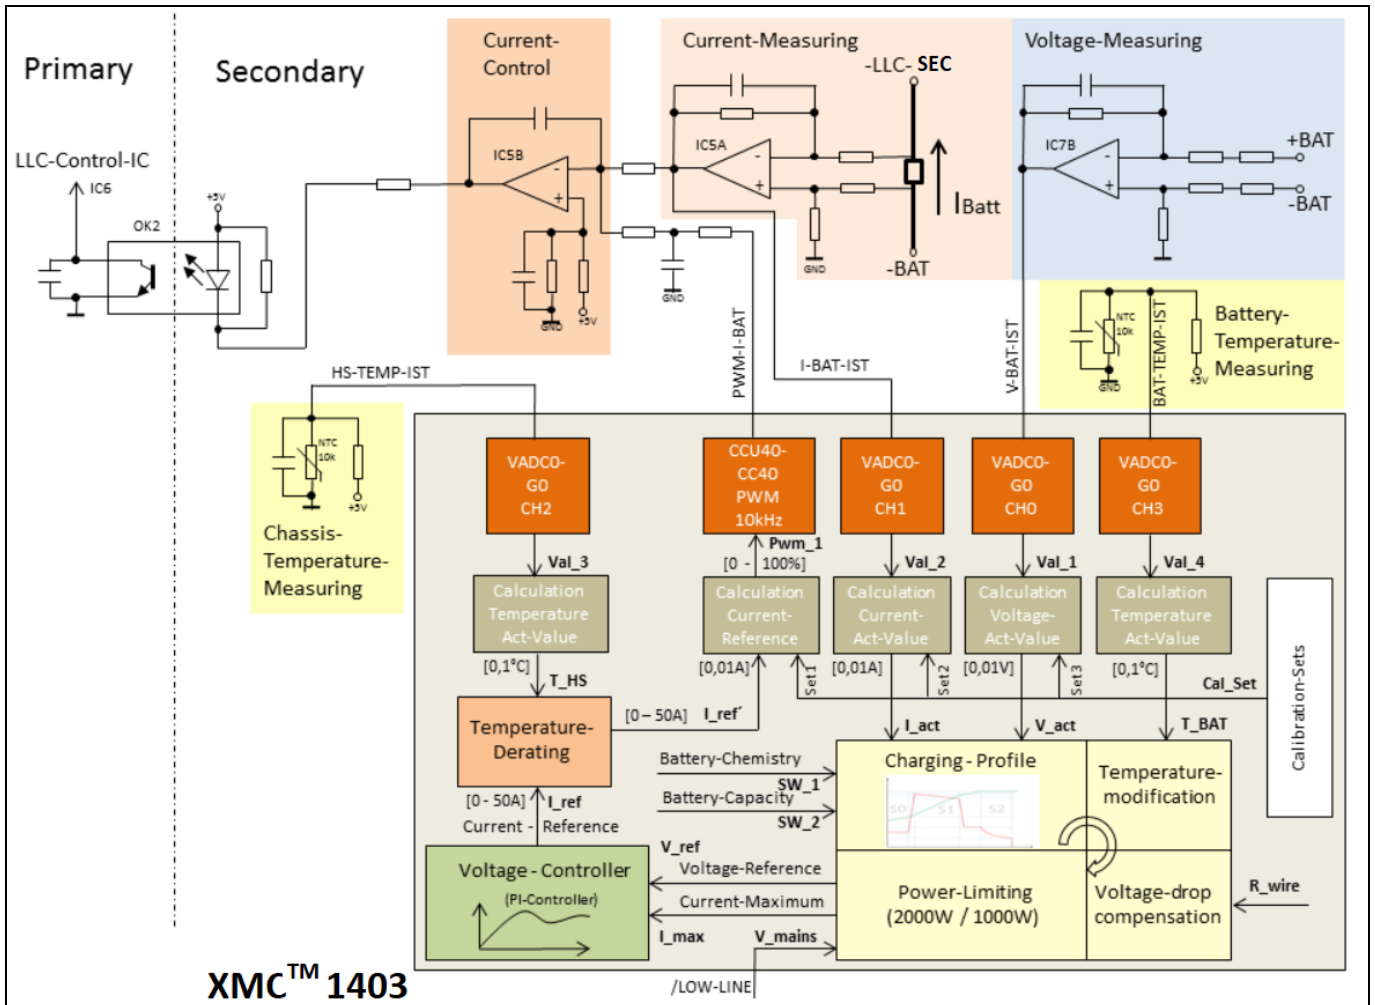 Primary
Secondary
Current-
Control
Current-Measuring
-LLC- SEC
Voltage-Measuring
LLC-Control-IC
IC6
+5V
OK2
IC5B
-
+
GND
+5V
IC5A
-
+
GND
I Batt
-BAT
GND
IC7B
-
+
+BAT
-BAT
NTC
10k
GND
+5V
Battery-
Temperature-
Measuring
HS-TEMP-IST
PWM-I-BAT
I-BAT-IST
V-BAT-IST
BAT-TEMP-IST
NTC
10k
+5V
Chassis-
Temperature-
Measuring
VADC0-
G0
CH2
CCU40-
CC40
PWM
10kHz
VADC0-
G0
CH1
VADC0-
G0
CH0
VADC0-
G0
CH3
Val_3
Pwm_1
[0 - 100%]
Val_2
Val_1
Val_4
Calculation
Temperature
Act-Value
Calculation
Current-
Reference
Calculation
Current-
Act-Value
Calculation
Voltage-
Act-Value
Calculation
Temperature
Act-Value
[0,1°C]
T_HS
[0,01A]
Set1
[0,01A]
Set2
[0,01V]
Set3
[0,1°C]
Cal_Set
Calibration-Sets
Temperature-
Derating
[0 – 50A]
I_ref´
I_act
V_act
T_BAT
Battery-Chemistry
SW_1
Battery-Capacity
SW_2
Charging - Profile
S0
S1
S2
Temperature-
modification
[0 - 50A]
I_ref
Current - Reference
V_ref
Voltage-Reference
Current-Maximum
I_max
Voltage - Controller
(PI-Controller)
Power-Limiting
(2000W / 1000W)
Voltage-drop
compensation
R_wire
V_mains
/LOW-LINE
XMC™ 1403